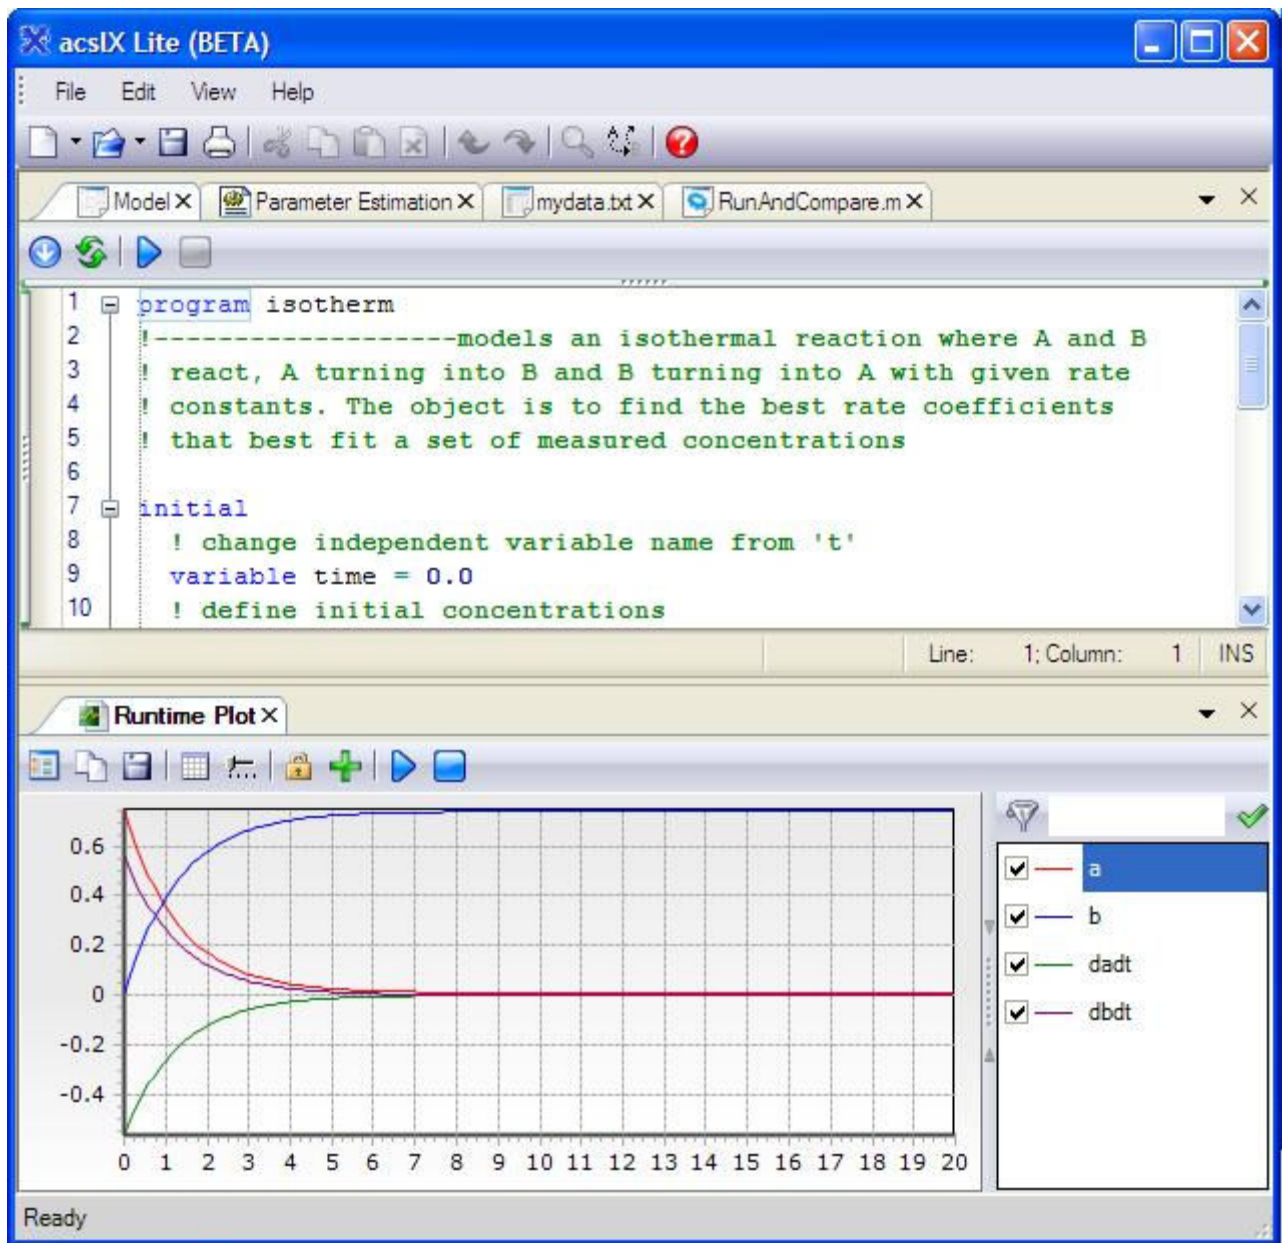 acslX Lite (BETA)
File Edit View Help
Model Parameter Estimation mydata.txt RunAndCompare.m
1 program isotherm
2 !-------------------models an isothermal reaction where A and B
3 ! react, A turning into B and B turning into A with given rate
4 ! constants. The object is to find the best rate coefficients
5 ! that best fit a set of measured concentrations
6
7 initial
8 ! change independent variable name from 't'
9 variable time = 0.0
10 ! define initial concentrations
Line: 1; Column: 1 INS
Runtime Plot
0.6
0.4
0.2
0
-0.2
-0.4
0 1 2 3 4 5 6 7 8 9 10 11 12 13 14 15 16 17 18 19 20
a
b
dadt
dbdt
Ready